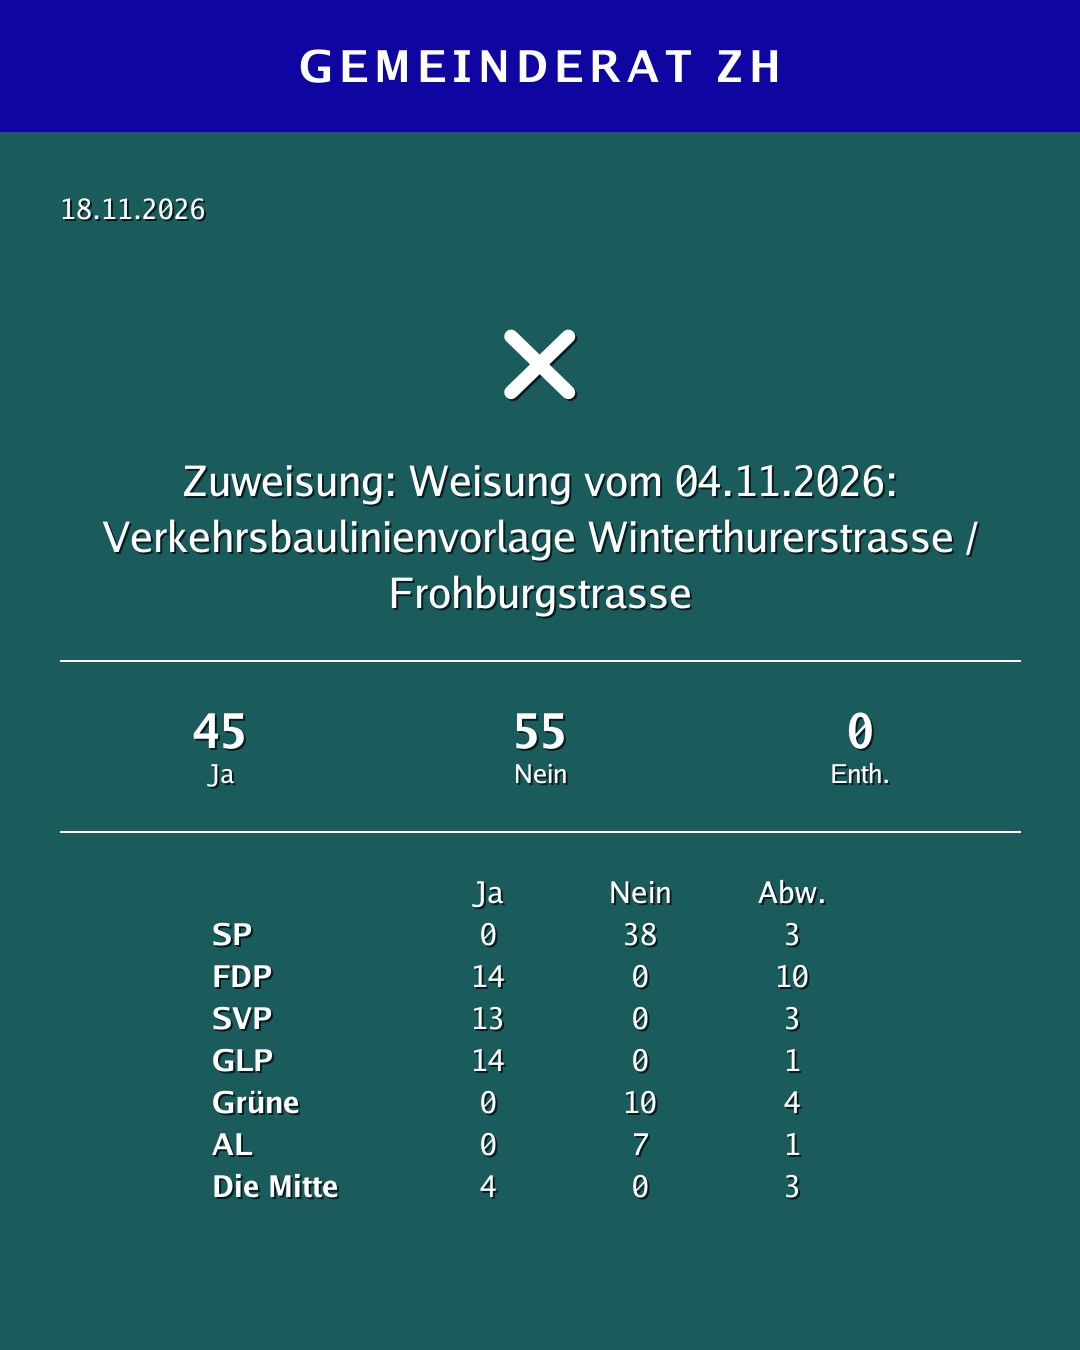 GEMEINDERAT ZH
18.11.2026
Zuweisung: Weisung vom 04.11.2026:
Verkehrsbaulinienvorlage Winterthurerstrasse /
Frohburgstrasse
45 55 0
Ja Nein Enth.
Ja Nein Abw.
SP 0 38 3
FDP 14 0 10
SVP 13 0 3
GLP 14 0 1
Grüne 0 10 4
AL 0 7 1
Die Mitte 4 0 3